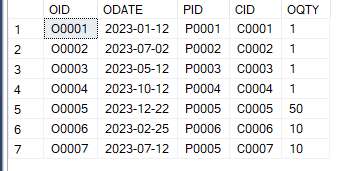 OID ODATE PID CID OQTY
1 O0001 2023-01-12 P0001 C0001 1
2 O0002 2023-07-02 P0002 C0002 1
3 O0003 2023-05-12 P0003 C0003 1
4 O0004 2023-10-12 P0004 C0004 1
5 O0005 2023-12-22 P0005 C0005 50
6 O0006 2023-02-25 P0006 C0006 10
7 O0007 2023-07-12 P0005 C0007 10